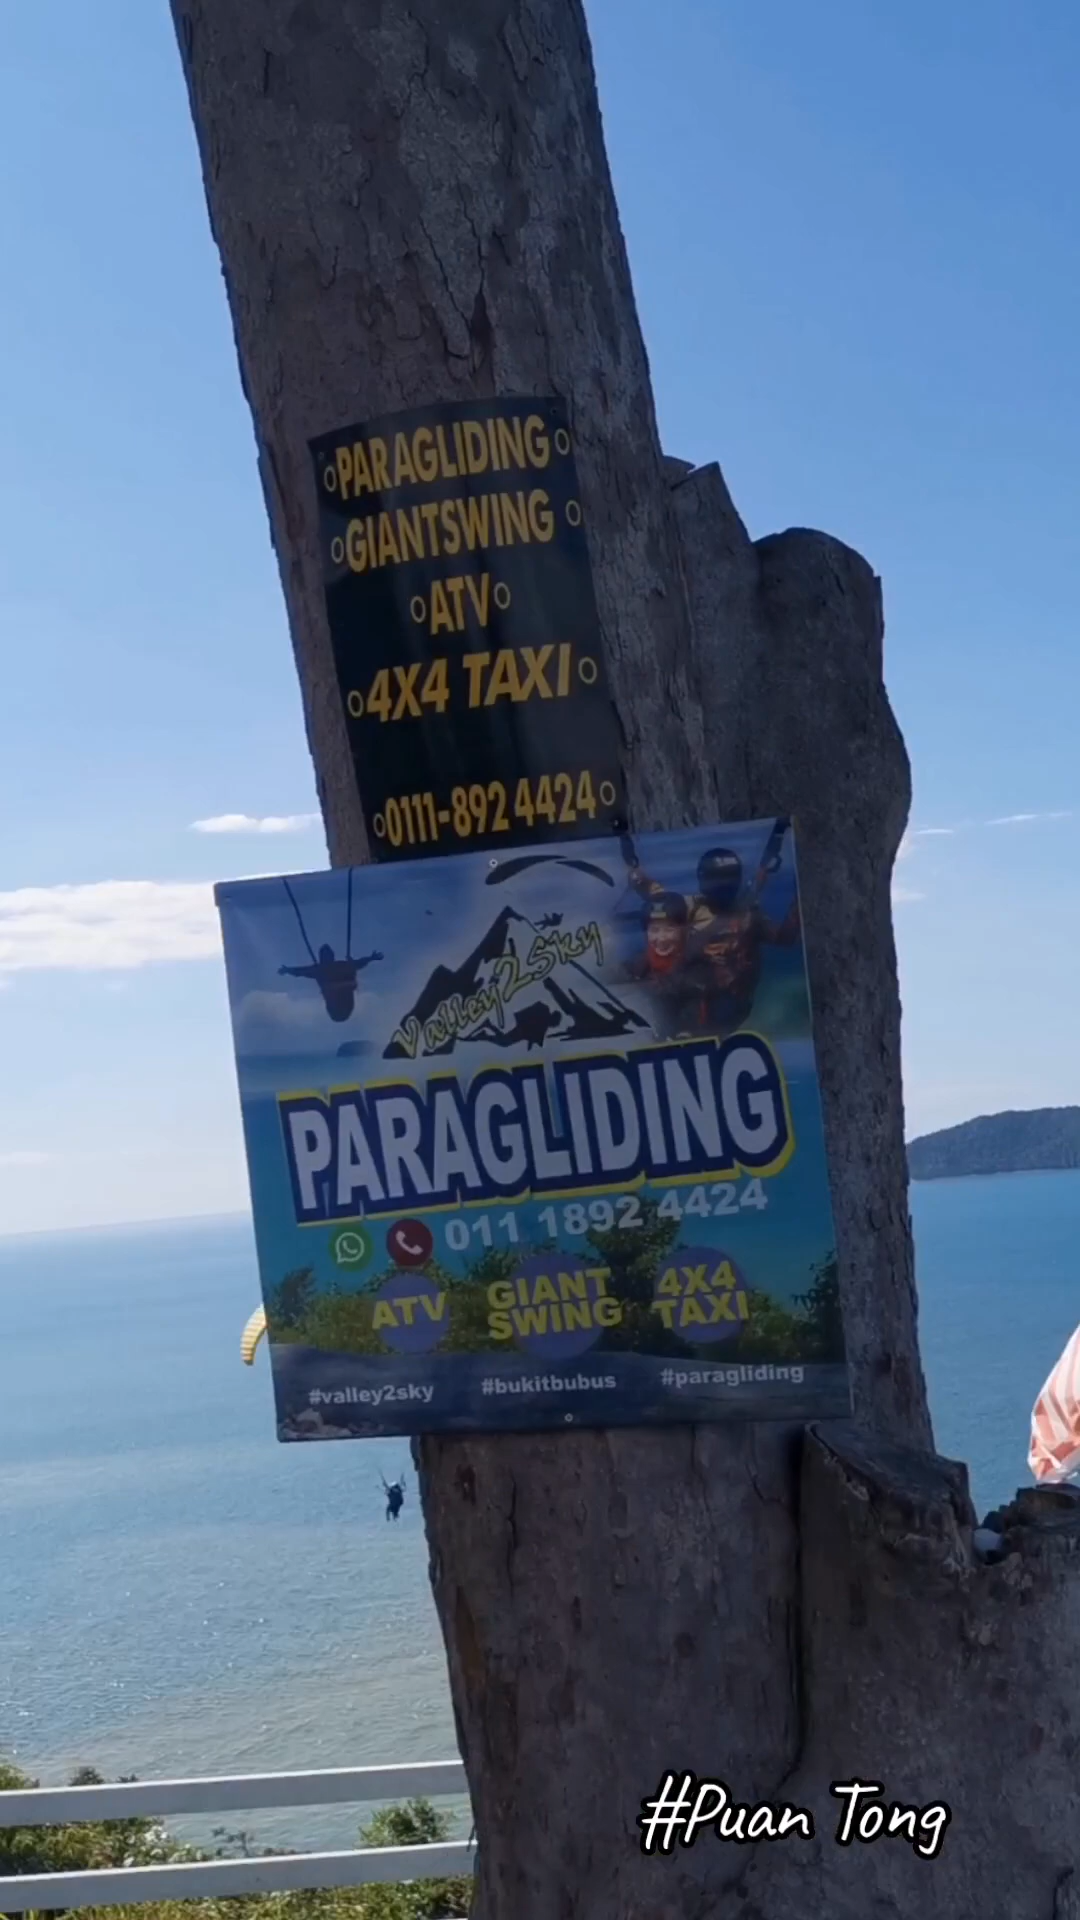 PARAGLIDING
GIANTSWING
ATV
4X4 TAXI
0111-892 4424
Valley2Sky
PARAGLIDING
011 1892 4424
ATV
GIANT
SWING
4X4
TAXI
#valley2sky #bukitbubus #paragliding
#Puan Tong